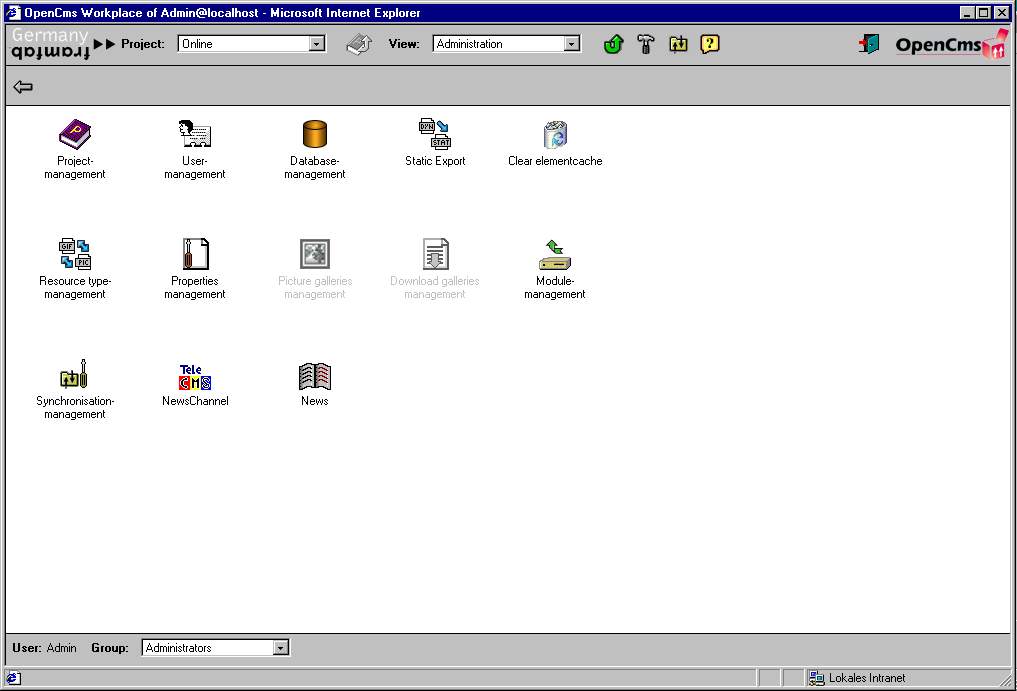 OpenCms Workplace of Admin@localhost - Microsoft Internet Explorer
Germany
framfab
Project: Online View: Administration
OpenCms
Project-
management
User-
management
Database-
management
Static Export
Clear elementcache
Resource type-
management
Properties
management
Picture galleries
management
Download galleries
management
Module-
management
Synchronisation-
management
NewsChannel
News
User: Admin Group: Administrators
Lokales Intranet